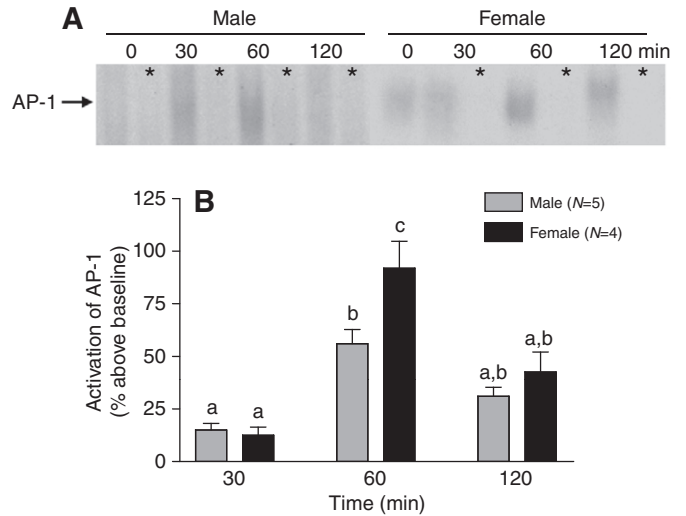 A
Male Female
0 30 60 120 0 30 60 120 min
* * * * * * *
AP-1
B
125
100
75
50
25
0
Activation of AP-1
(% above baseline)
Male (N=5)
Female (N=4)
a a b c a,b a,b
30 60 120
Time (min)